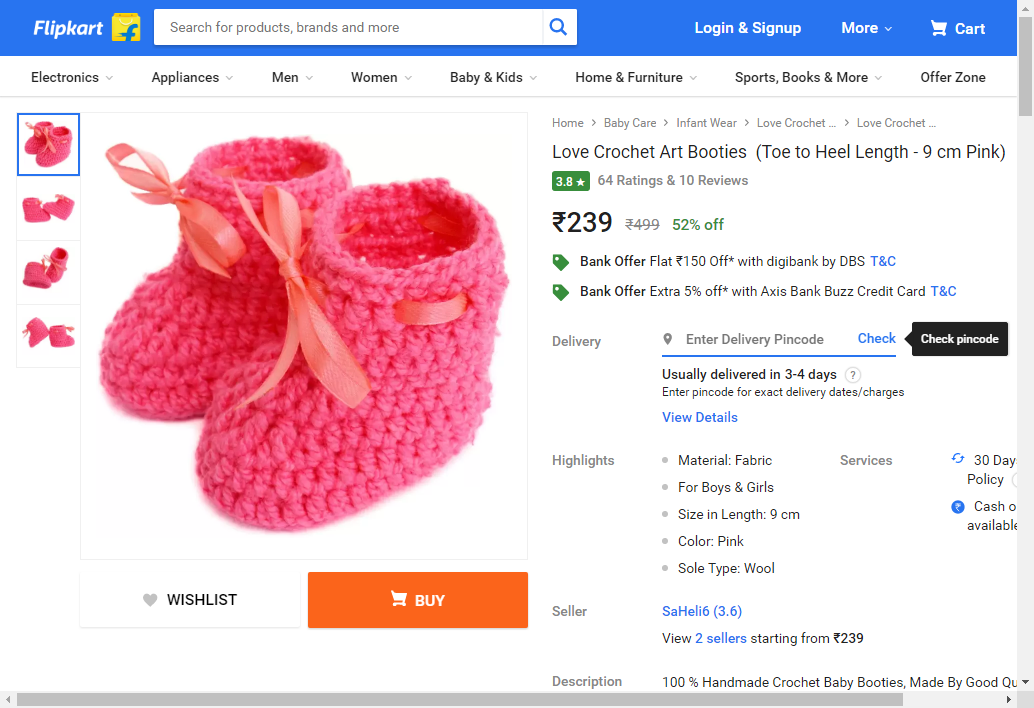 Flipkart
Search for products, brands and more
Login & Signup
More
Cart
Electronics
Appliances
Men
Women
Baby & Kids
Home & Furniture
Sports, Books & More
Offer Zone
Home > Baby Care > Infant Wear > Love Crochet ... > Love Crochet ...
Love Crochet Art Booties (Toe to Heel Length - 9 cm Pink)
3.8 ★ 64 Ratings & 10 Reviews
₹239 ₹499 52% off
Bank Offer Flat ₹150 Off* with digibank by DBS T&C
Bank Offer Extra 5% off* with Axis Bank Buzz Credit Card T&C
Delivery
Enter Delivery Pincode
Check
Check pincode
Usually delivered in 3-4 days ?
Enter pincode for exact delivery dates/charges
View Details
Highlights
Material: Fabric
For Boys & Girls
Size in Length: 9 cm
Color: Pink
Sole Type: Wool
Services
30 Day
Policy
Cash o
available
WISHLIST
BUY
Seller
SaHeli6 (3.6)
View 2 sellers starting from ₹239
Description
100 % Handmade Crochet Baby Booties, Made By Good Qu